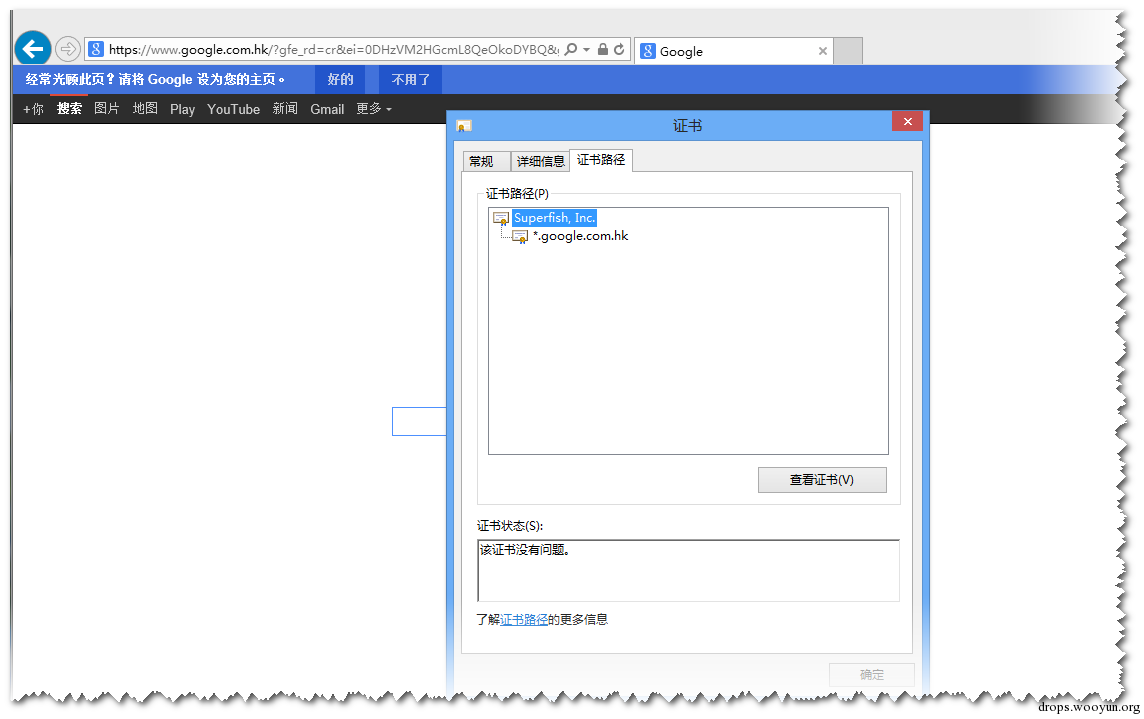 https://www.google.com.hk/?gfe_rd=cr&ei=0DHzVM2HGcmL8QeOkoDYBQ&
Google
经常光顾此页？请将 Google 设为您的主页。 好的 不用了
+你 搜索 图片 地图 Play YouTube 新闻 Gmail 更多
证书
常规 详细信息 证书路径
证书路径(P)
Superfish, Inc.
*.google.com.hk
查看证书(V)
证书状态(S):
该证书没有问题。
了解证书路径的更多信息
确定
drops.wooyun.org